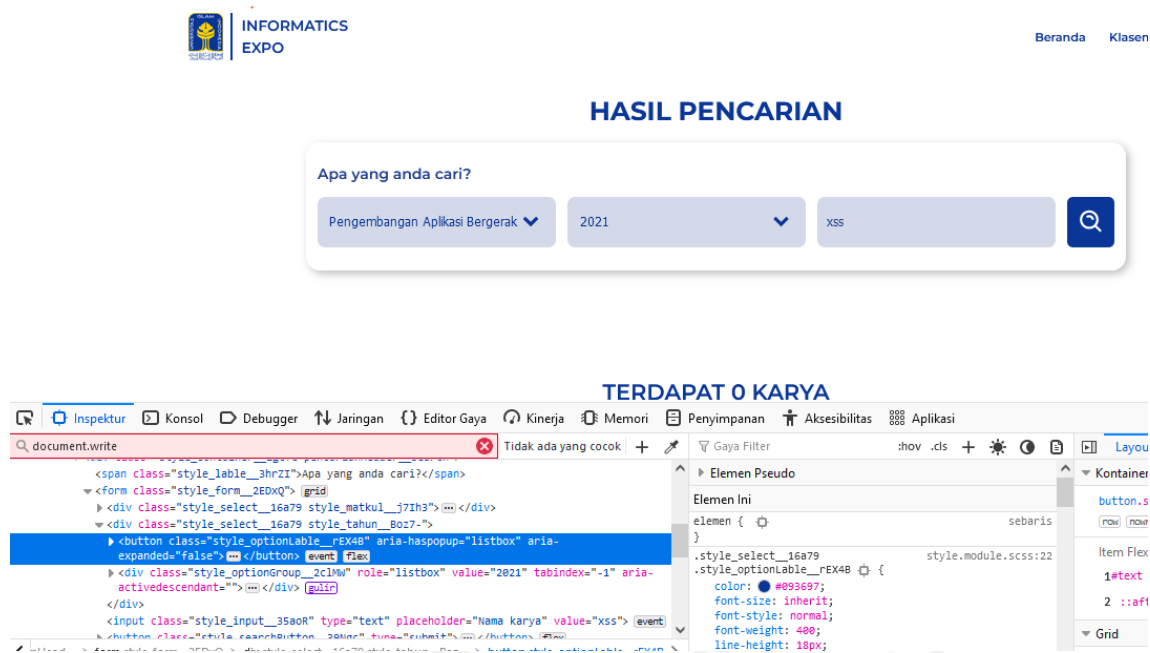 INFORMATICS
EXPO
Beranda Klasen
HASIL PENCARIAN
Apa yang anda cari?
Pengembangan Aplikasi Bergerak 2021 xss
TERDAPAT 0 KARYA
Inspektur Konsol Debugger Jaringan Editor Gaya Kinerja Memori Penyimpanan Aksesibilitas Aplikasi
document.write Tidak ada yang cocok + Gaya Filter :hov .cls + Layou
<span class="style_lable__3hrZI">Apa yang anda cari?</span>
<form class="style_form__2EDxQ"> grid
<div class="style_select__16a79 style_matkul__j7Ih3"> </div>
<div class="style_select__16a79 style_tahun__Boz7-">
<button class="style_optionLable__rEX4B" aria-haspopup="listbox" aria-
expanded="false"> </button> event flex
<div class="style_optionGroup__2clMW" role="listbox" value="2021" tabindex="-1" aria-
activedescendant=""> </div> gulir
</div>
<input class="style_input__35aoR" type="text" placeholder="Nama karya" value="xss"> event
Elemen Pseudo
Elemen Ini
elemen { sebaris
}
.style_select__16a79 style.module.scss:22
.style_optionLable__rEX4B {
color: #093697;
font-size: inherit;
font-style: normal;
font-weight: 400;
line-height: 18px;
Kontainer
button.s
row nowr
Item Flex
1#text
2 ::aft
Grid